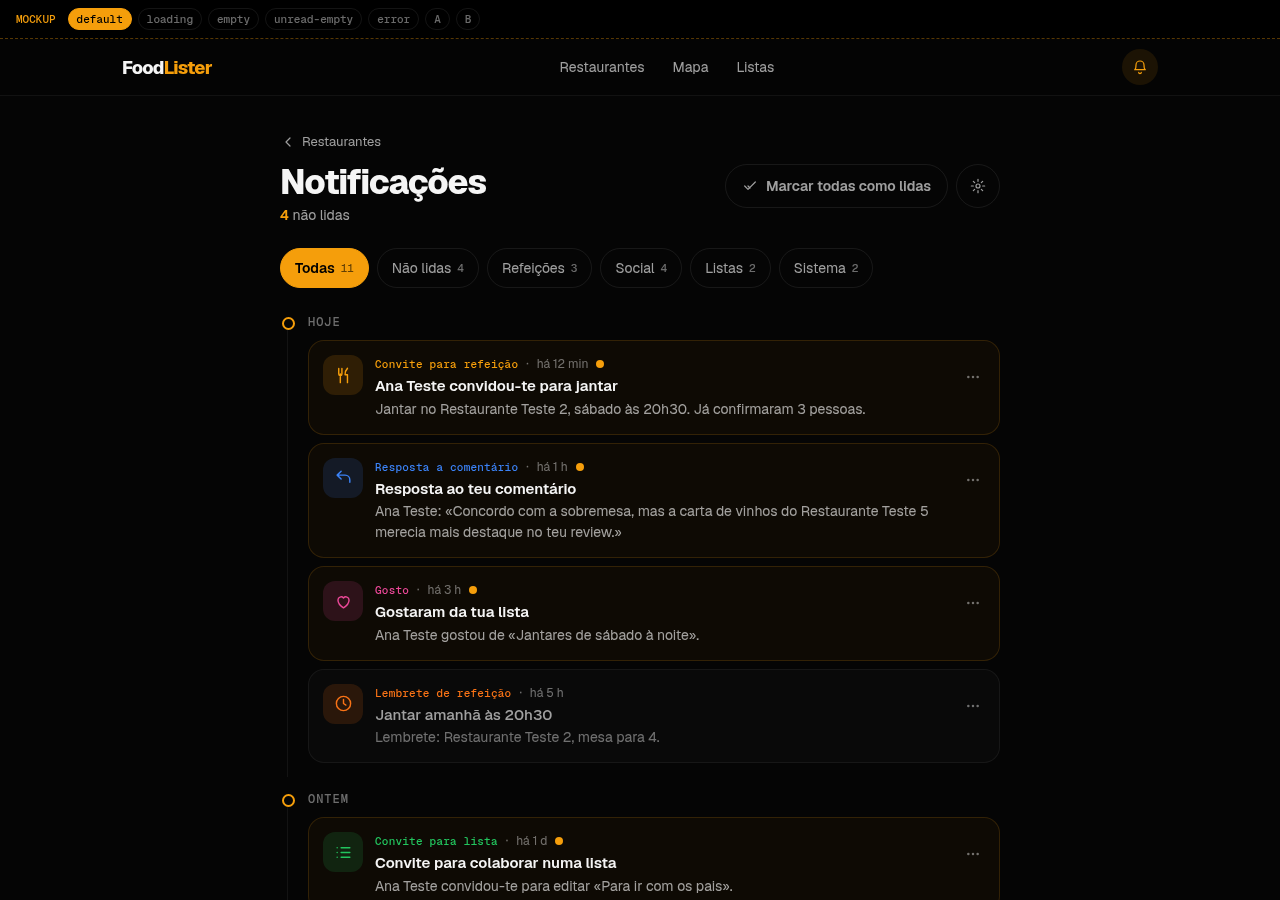 MOCKUP default loading empty unread-empty error A B
FoodLister Restaurantes Mapa Listas
Restaurantes
Notificações
Marcar todas como lidas
4 não lidas
Todas 11 Não lidas 4 Refeições 3 Social 4 Listas 2 Sistema 2
HOJE
Convite para refeição · há 12 min
Ana Teste convidou-te para jantar
Jantar no Restaurante Teste 2, sábado às 20h30. Já confirmaram 3 pessoas.
Resposta a comentário · há 1 h
Resposta ao teu comentário
Ana Teste: «Concordo com a sobremesa, mas a carta de vinhos do Restaurante Teste 5
merecia mais destaque no teu review.»
Gosto · há 3 h
Gostaram da tua lista
Ana Teste gostou de «Jantares de sábado à noite».
Lembrete de refeição · há 5 h
Jantar amanhã às 20h30
Lembrete: Restaurante Teste 2, mesa para 4.
ONTEM
Convite para lista · há 1 d
Convite para colaborar numa lista
Ana Teste convidou-te para editar «Para ir com os pais».